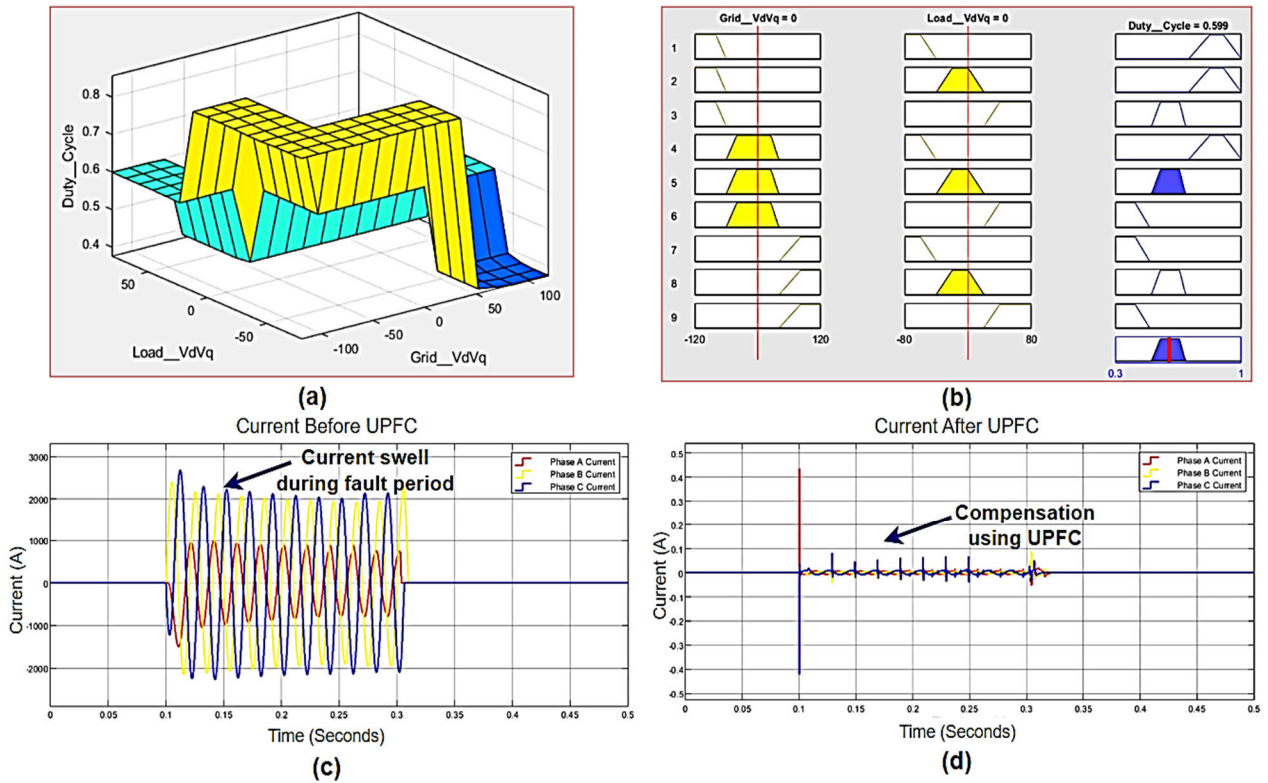 0.8
0.7
0.6
0.5
0.4
Duty__Cycle
50
0
-50
Load__VdVq
-100
-50
0
50
100
Grid__VdVq
(a)
Grid__VdVq = 0
Load__VdVq = 0
Duty__Cycle = 0.599
1
2
3
4
5
6
7
8
9
-120
120
-80
80
0.3
1
(b)
Current Before UPFC
3000
2000
1000
0
-1000
-2000
Current (A)
Current swell
during fault period
Phase A Current
Phase B Current
Phase C Current
0
0.05
0.1
0.15
0.2
0.25
0.3
0.35
0.4
0.45
0.5
Time (Seconds)
(c)
Current After UPFC
0.5
0.4
0.3
0.2
0.1
0
-0.1
-0.2
-0.3
-0.4
-0.5
Current (A)
Phase A Current
Phase B Current
Phase C Current
Compensation
using UPFC
0
0.05
0.1
0.15
0.2
0.25
0.3
0.35
0.4
0.45
0.5
Time (Seconds)
(d)